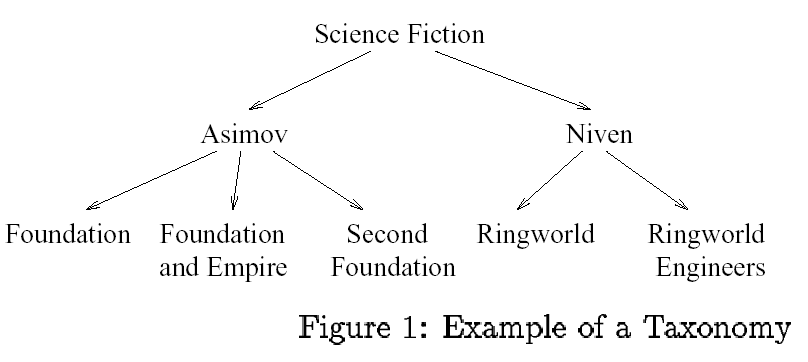 Science Fiction
Asimov
Niven
Foundation
Foundation
and Empire
Second
Foundation
Ringworld
Ringworld
Engineers
Figure 1: Example of a Taxonomy